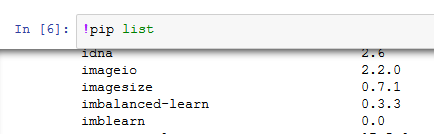 In [6]: !pip list
idna 2.6
imageio 2.2.0
imagesize 0.7.1
imbalanced-learn 0.3.3
imblearn 0.0